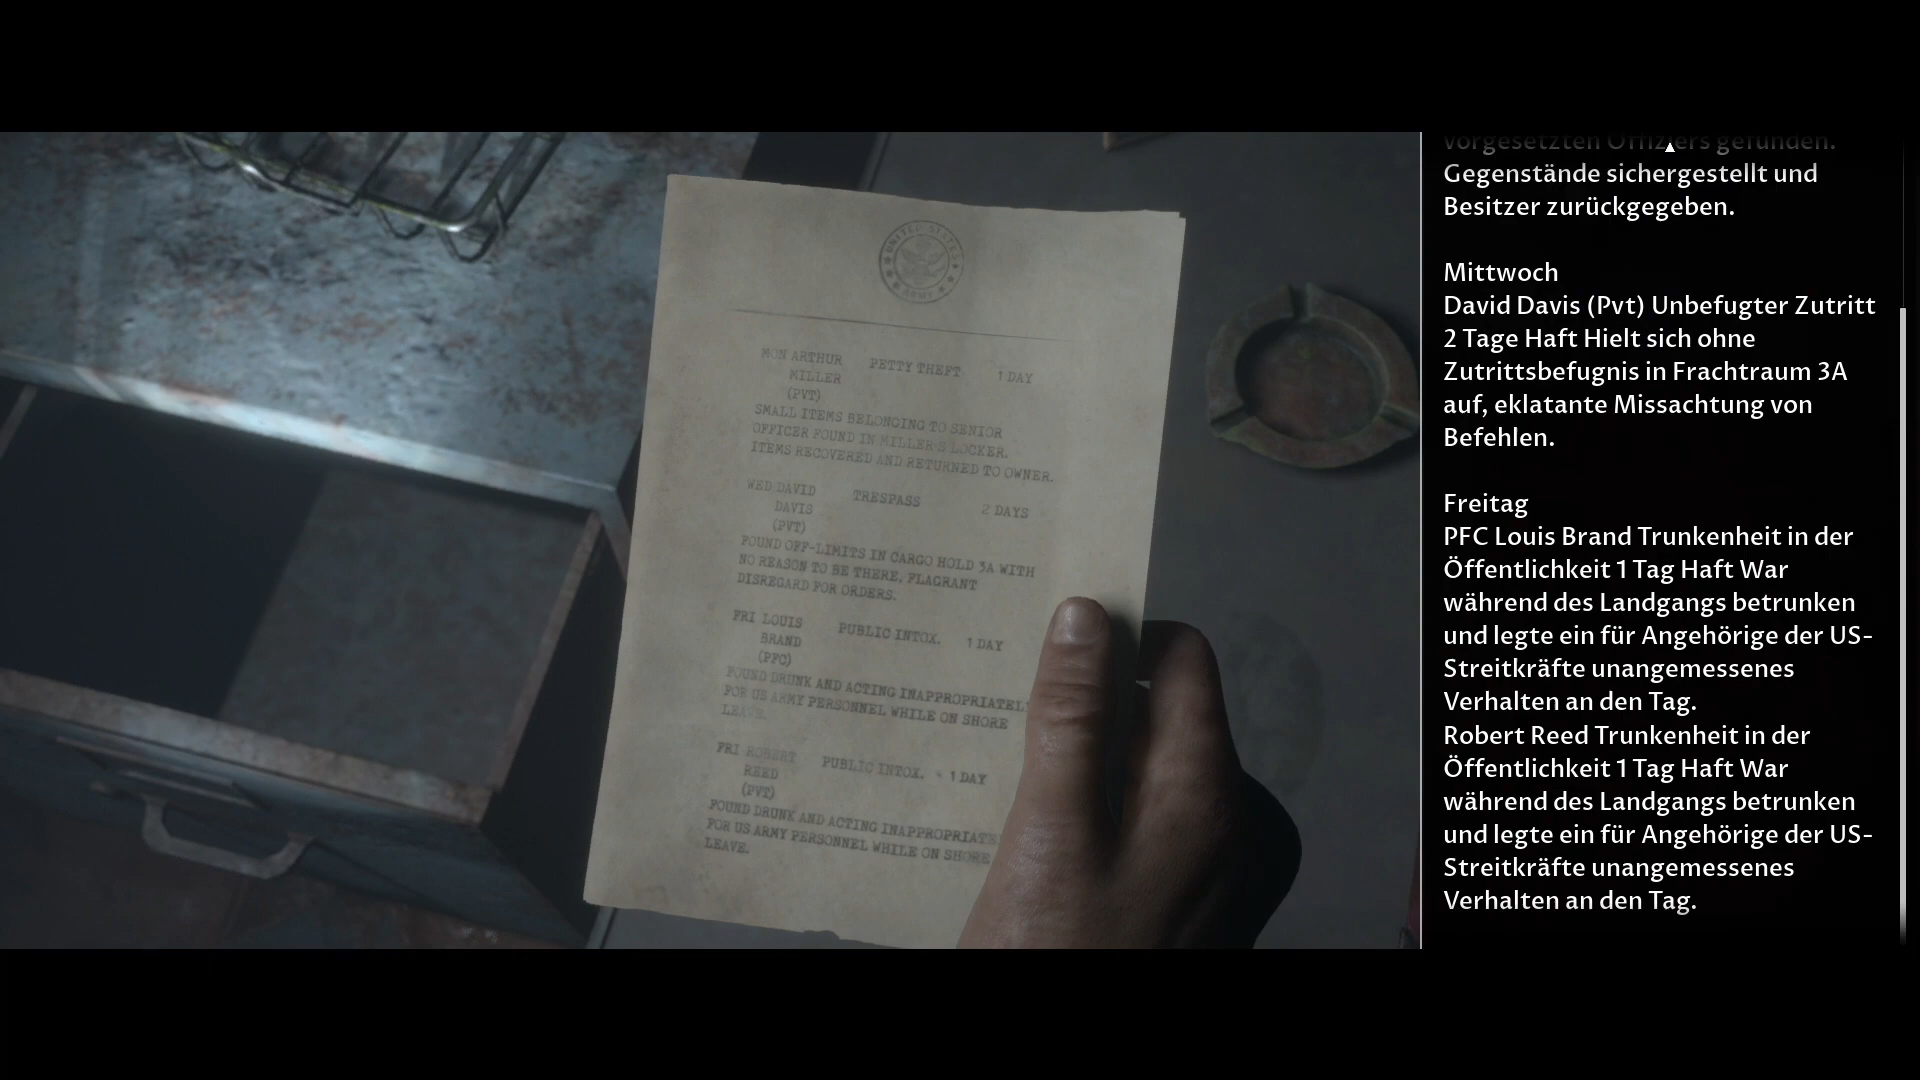 UNITED STATES
ARMY
MON ARTHUR PETTY THEFT 1 DAY
MILLER
(PVT)
SMALL ITEMS BELONGING TO SENIOR
OFFICER FOUND IN MILLER'S LOCKER.
ITEMS RECOVERED AND RETURNED TO OWNER.
WED DAVID TRESPASS 2 DAYS
DAVIS
(PVT)
FOUND OFF-LIMITS IN CARGO HOLD 3A WITH
NO REASON TO BE THERE, FLAGRANT
DISREGARD FOR ORDERS.
FRI LOUIS PUBLIC INTOX. 1 DAY
BRAND
(PFC)
FOUND DRUNK AND ACTING INAPPROPRIATELY
FOR US ARMY PERSONNEL WHILE ON SHORE
LEAVE.
FRI ROBERT PUBLIC INTOX. 1 DAY
REED
(PVT)
FOUND DRUNK AND ACTING INAPPROPRIATE
FOR US ARMY PERSONNEL WHILE ON SHORE
LEAVE.
vorgesetzten Offiziers gefunden.
Gegenstände sichergestellt und
Besitzer zurückgegeben.
Mittwoch
David Davis (Pvt) Unbefugter Zutritt
2 Tage Haft Hielt sich ohne
Zutrittsbefugnis in Frachtraum 3A
auf, eklatante Missachtung von
Befehlen.
Freitag
PFC Louis Brand Trunkenheit in der
Öffentlichkeit 1 Tag Haft War
während des Landgangs betrunken
und legte ein für Angehörige der US-
Streitkräfte unangemessenes
Verhalten an den Tag.
Robert Reed Trunkenheit in der
Öffentlichkeit 1 Tag Haft War
während des Landgangs betrunken
und legte ein für Angehörige der US-
Streitkräfte unangemessenes
Verhalten an den Tag.